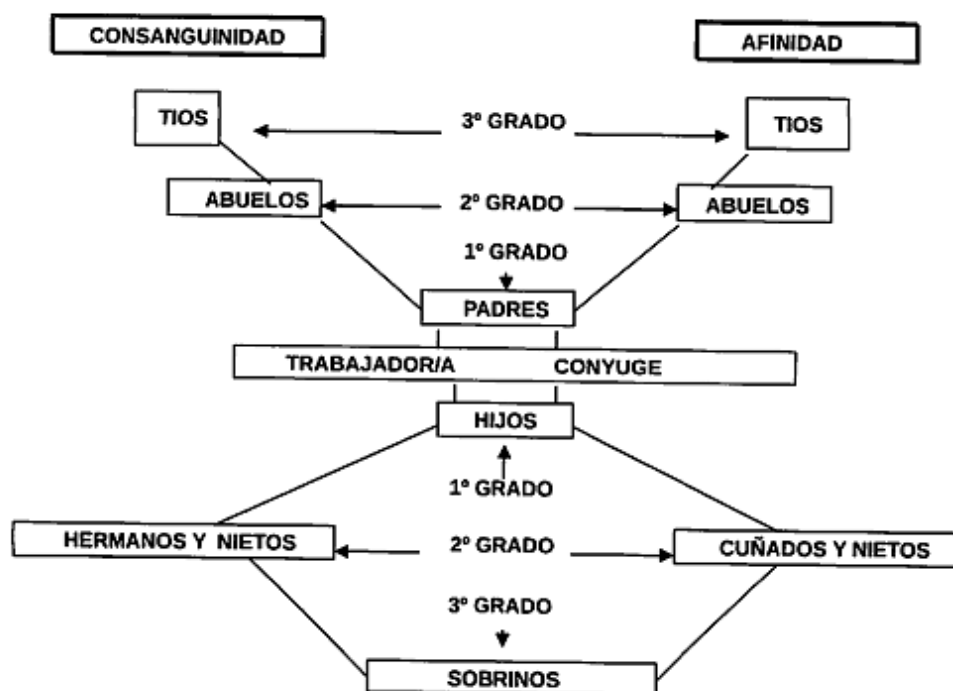 CONSANGUINIDAD AFINIDAD
TIOS 3º GRADO TIOS
ABUELOS 2º GRADO ABUELOS
1º GRADO
PADRES
TRABAJADOR/A CONYUGE
HIJOS
1º GRADO
HERMANOS Y NIETOS 2º GRADO CUÑADOS Y NIETOS
3º GRADO
SOBRINOS